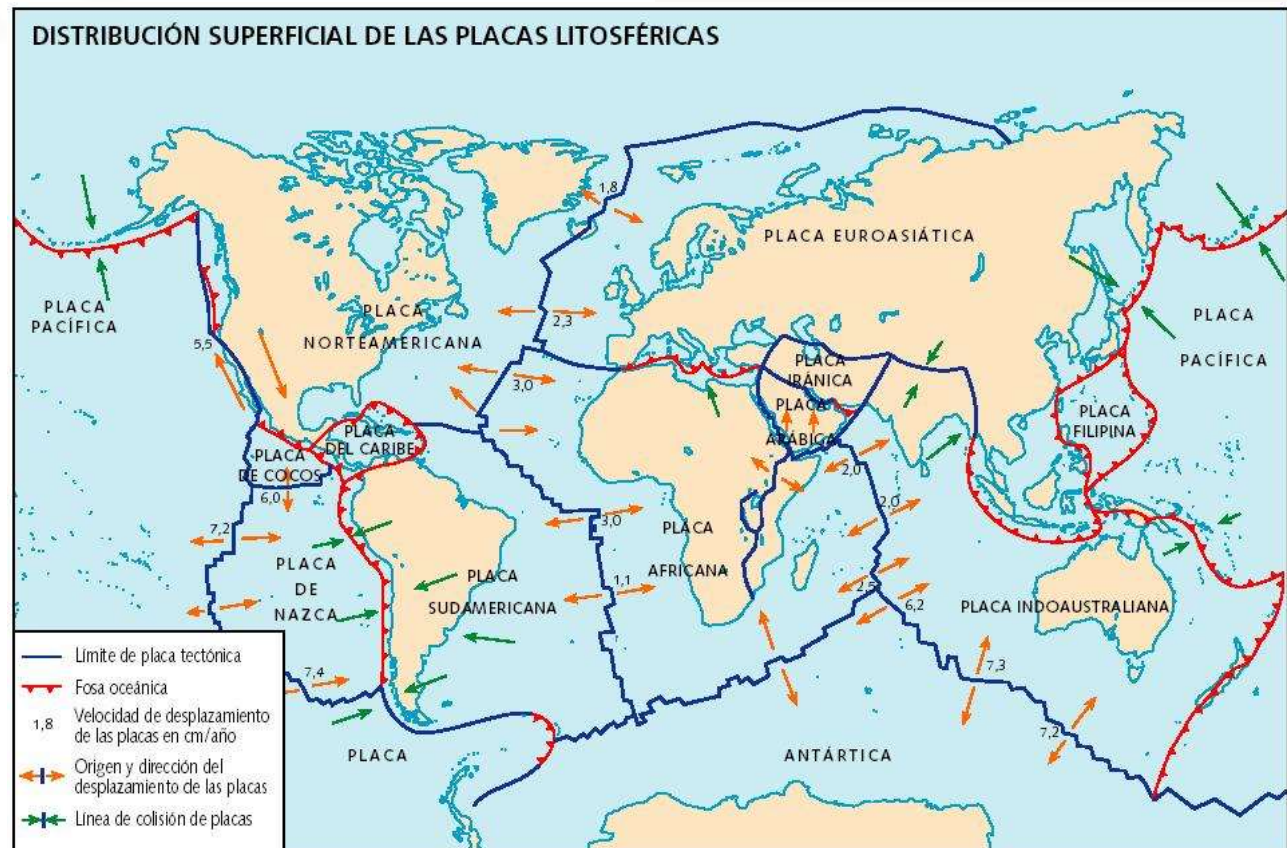 DISTRIBUCIÓN SUPERFICIAL DE LAS PLACAS LITOSFÉRICAS
1,8
PLACA EUROASIÁTICA
PLACA
PACÍFICA
PLACA
NORTEAMERICANA
PLACA
PACÍFICA
5,5
2,3
3,0
PLACA
IRÁNICA
PLACA
ARÁBICA
PLACA
FILIPINA
PLACA
DEL CARIBE
PLACA
DE COCOS
6,0
7,2
2,0
2,0
3,0
PLACA
AFRICANA
PLACA
DE
NAZCA
PLACA
SUDAMERICANA
1,1
2,5
6,2
PLACA INDOAUSTRALIANA
7,4
7,3
7,2
PLACA
ANTÁRTICA
Límite de placa tectónica
Fosa oceánica
1,8
Velocidad de desplazamiento
de las placas en cm/año
Origen y dirección del
desplazamiento de las placas
Línea de colisión de placas